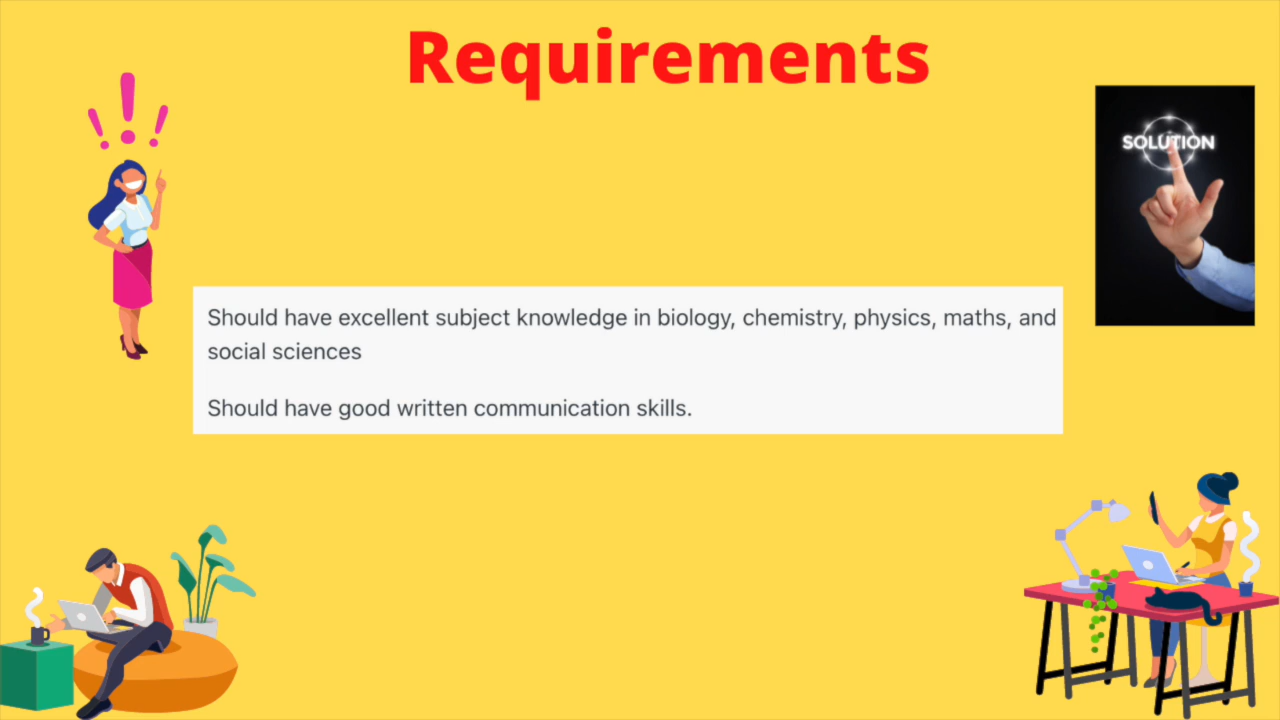 Requirements
SOLUTION
Should have excellent subject knowledge in biology, chemistry, physics, maths, and
social sciences
Should have good written communication skills.